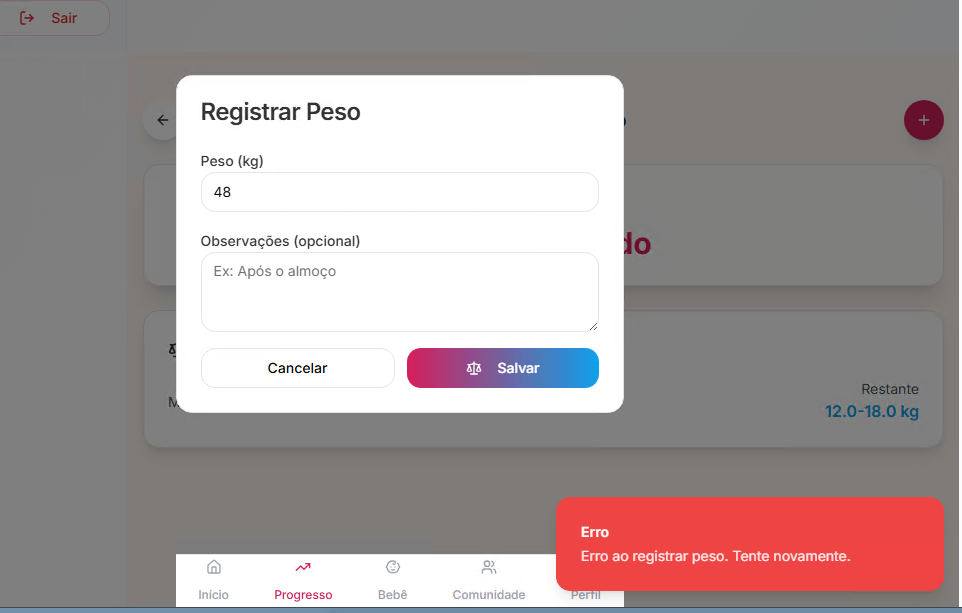 Sair
Registrar Peso
Peso (kg)
48
Observações (opcional)
Ex: Após o almoço
Cancelar
Salvar
do
Restante
12.0-18.0 kg
Erro
Erro ao registrar peso. Tente novamente.
Início
Progresso
Bebê
Comunidade
Perfil